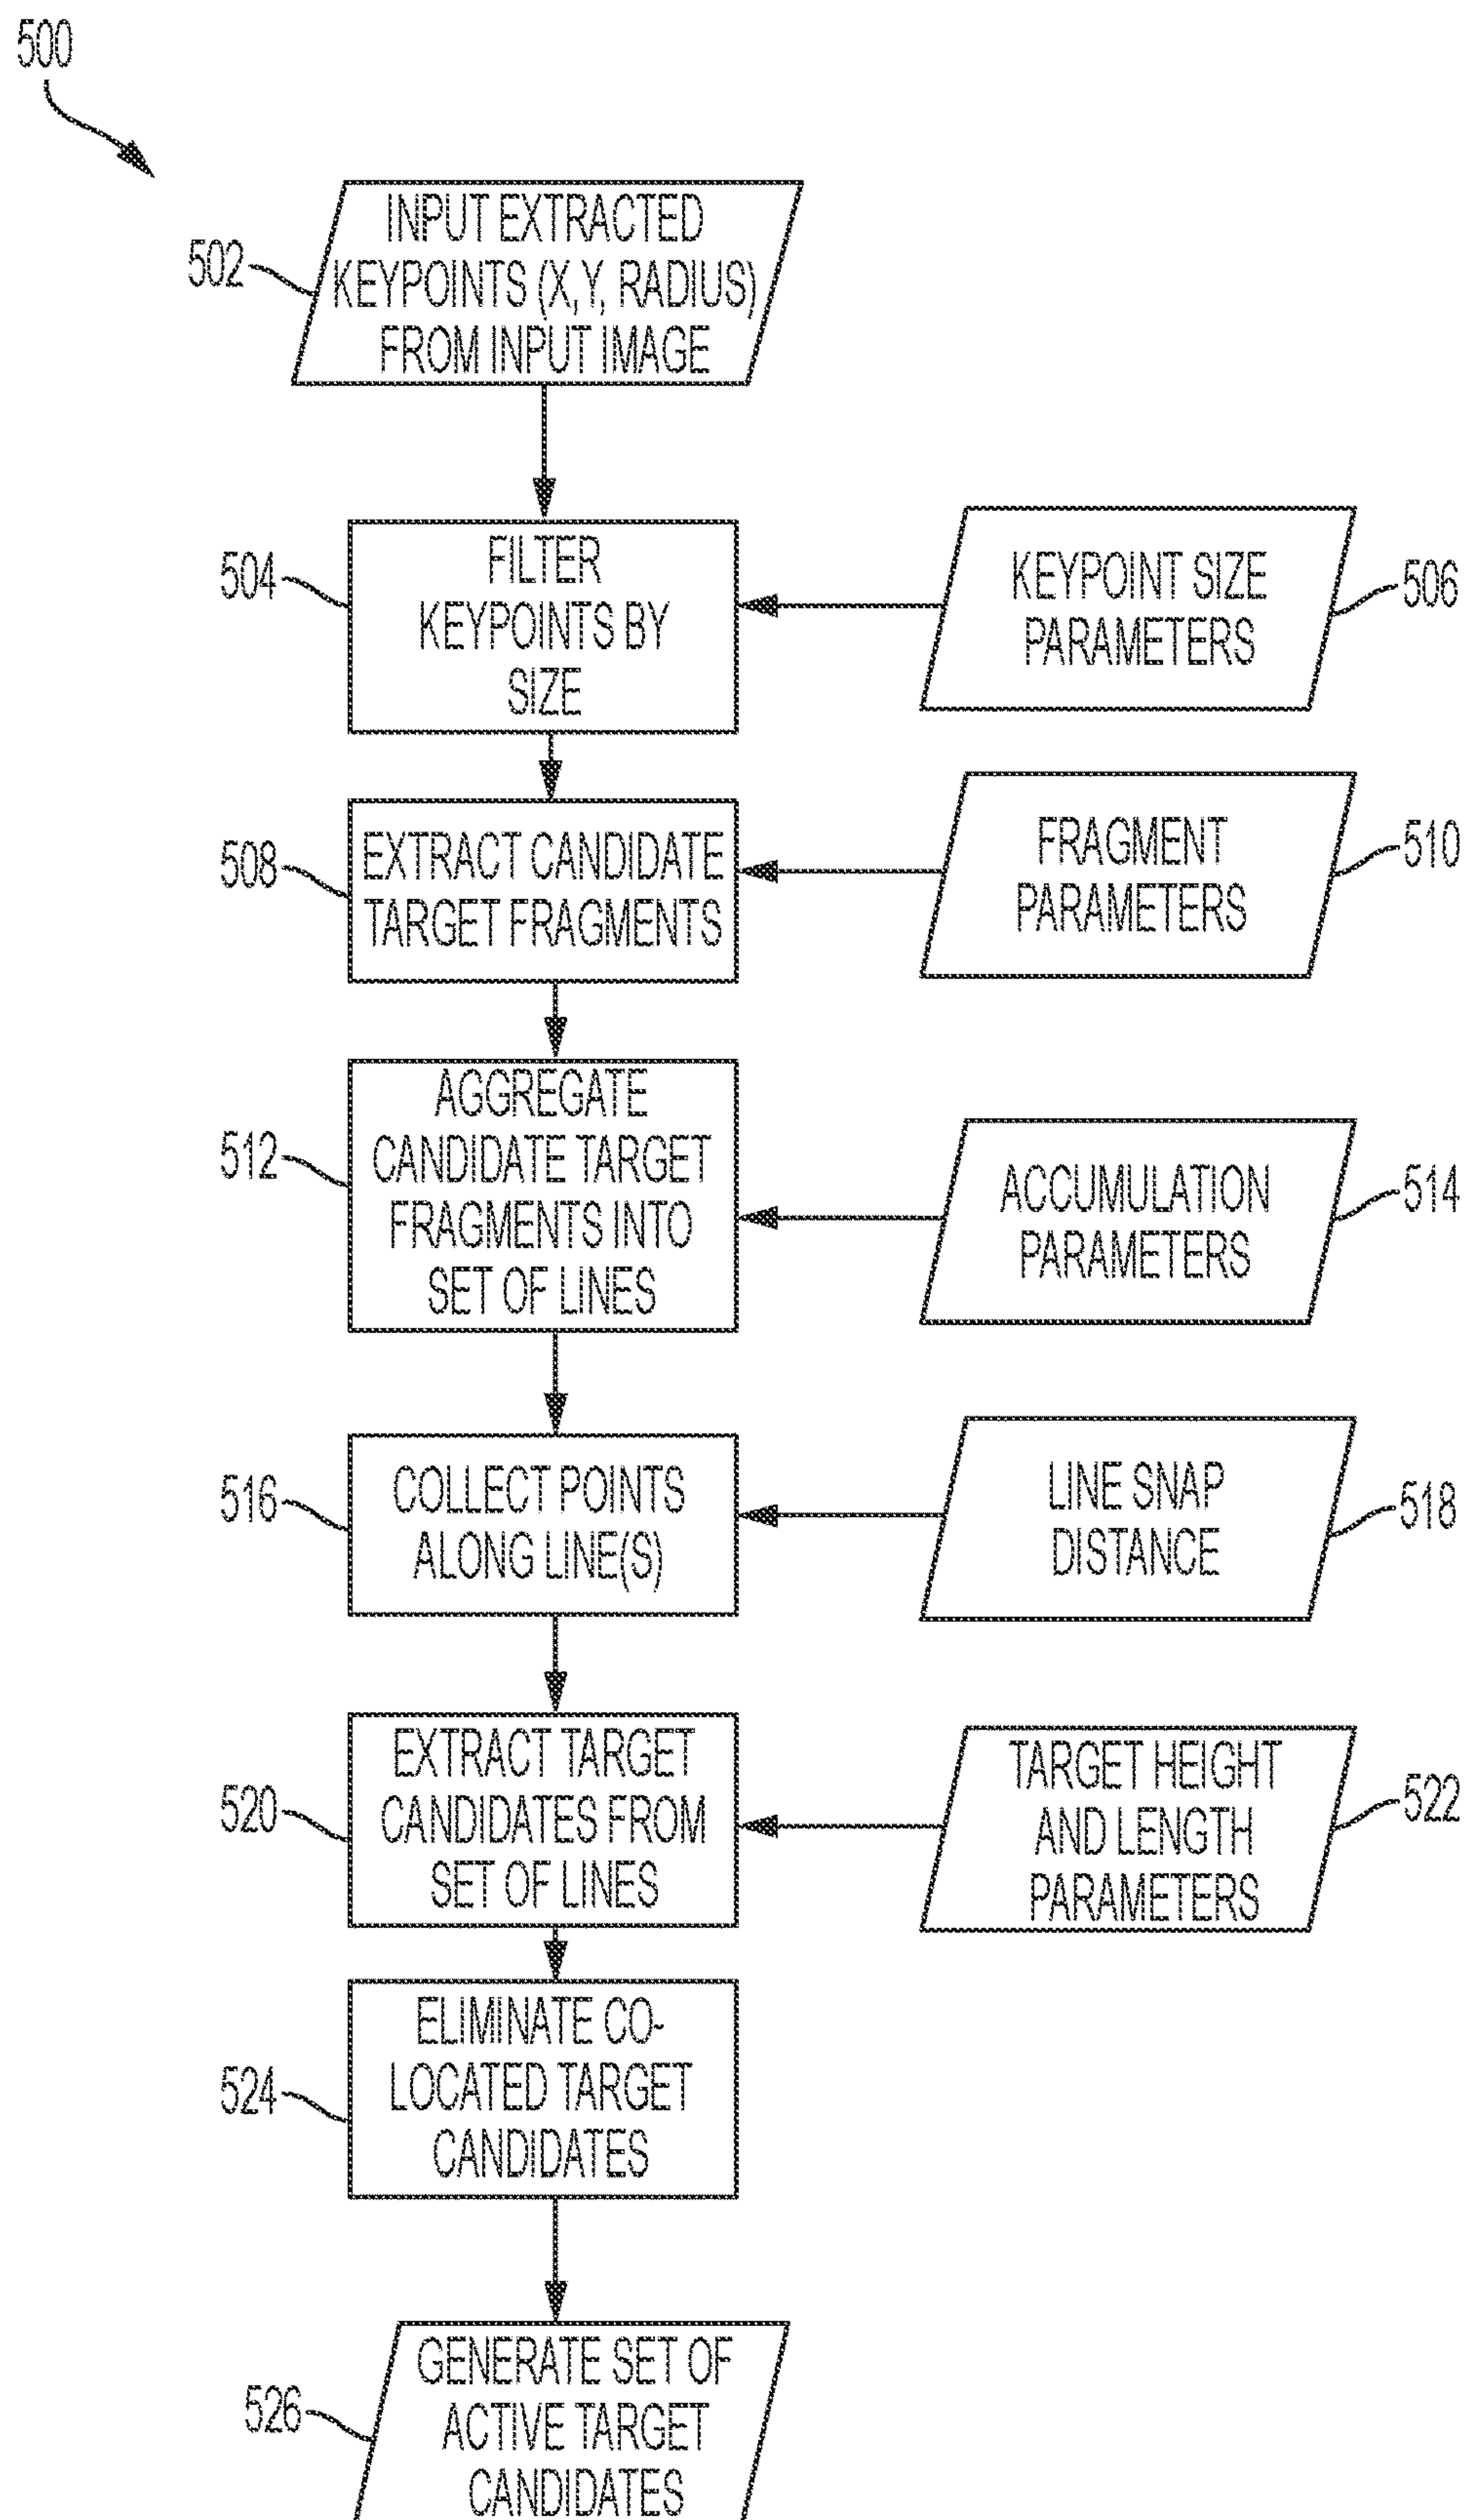 500
502
INPUT EXTRACTED
KEYPOINTS (X,Y, RADIUS)
FROM INPUT IMAGE
504
FILTER
KEYPOINTS BY
SIZE
KEYPOINT SIZE
PARAMETERS
506
508
EXTRACT CANDIDATE
TARGET FRAGMENTS
FRAGMENT
PARAMETERS
510
512
AGGREGATE
CANDIDATE TARGET
FRAGMENTS INTO
SET OF LINES
ACCUMULATION
PARAMETERS
514
516
COLLECT POINTS
ALONG LINE(S)
LINE SNAP
DISTANCE
518
520
EXTRACT TARGET
CANDIDATES FROM
SET OF LINES
TARGET HEIGHT
AND LENGTH
PARAMETERS
522
524
ELIMINATE CO-
LOCATED TARGET
CANDIDATES
526
GENERATE SET OF
ACTIVE TARGET
CANDIDATES